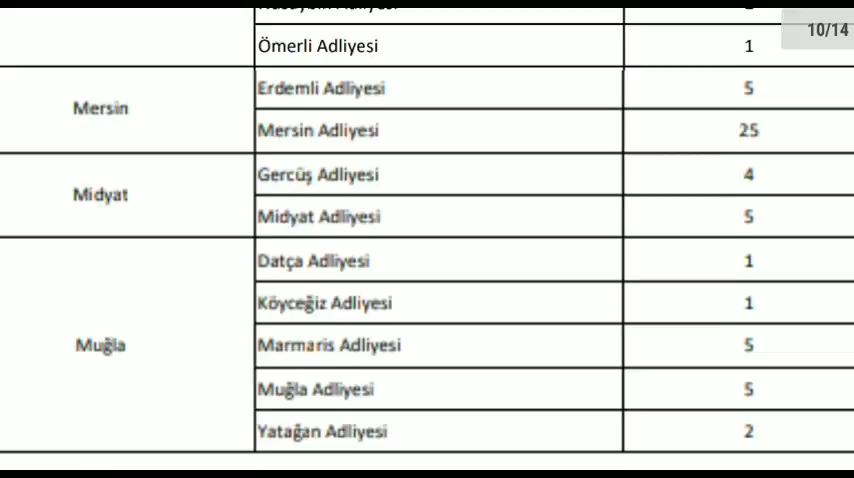 10/14
Ömerli Adliyesi 1
Mersin
Erdemli Adliyesi 5
Mersin Adliyesi 25
Midyat
Gercüş Adliyesi 4
Midyat Adliyesi 5
Muğla
Datça Adliyesi 1
Köyceğiz Adliyesi 1
Marmaris Adliyesi 5
Muğla Adliyesi 5
Yatağan Adliyesi 2